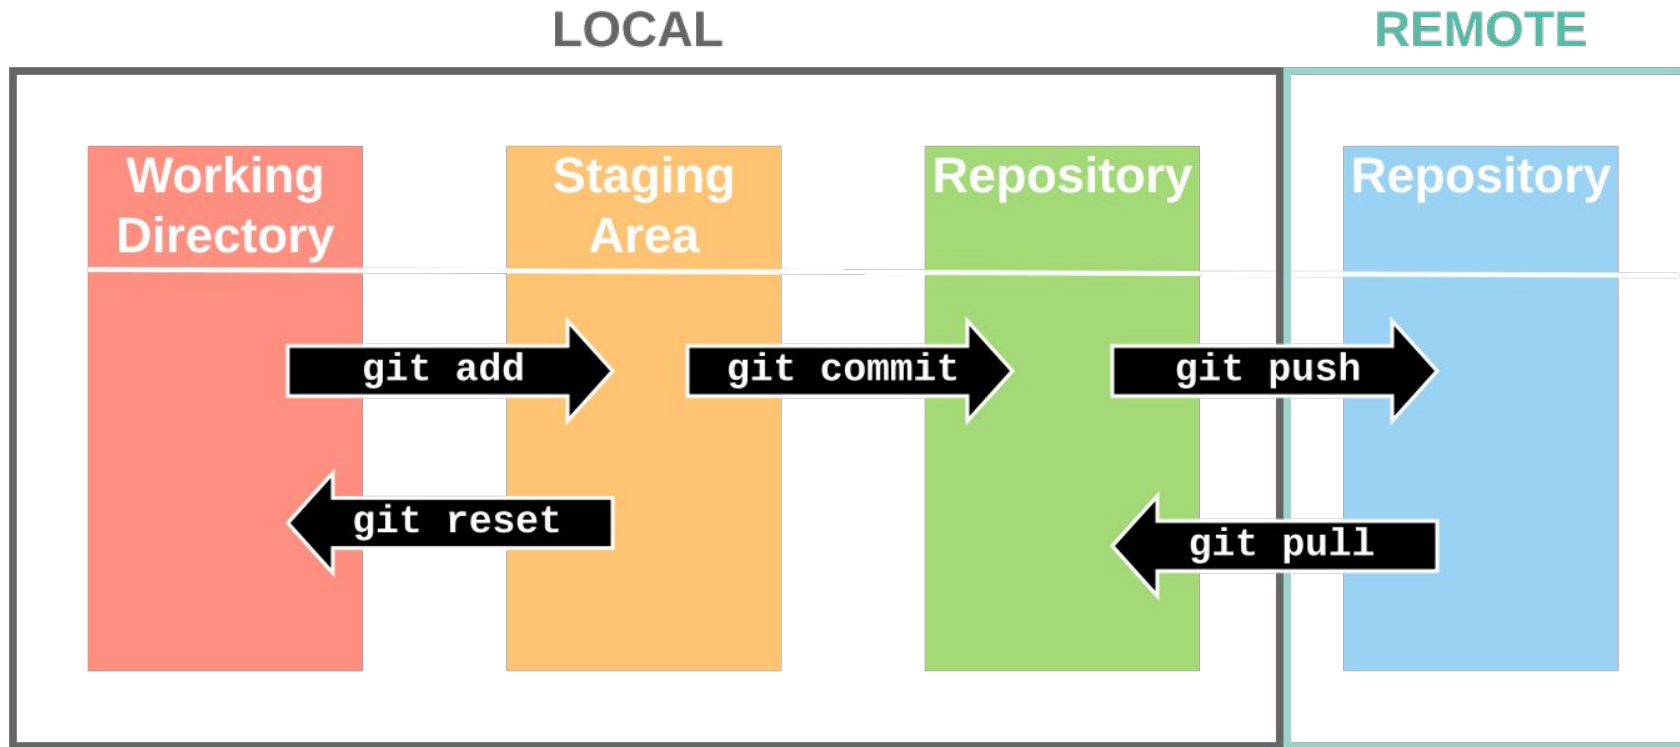 LOCAL
REMOTE
Working
Directory
Staging
Area
Repository
Repository
git add
git commit
git push
git reset
git pull